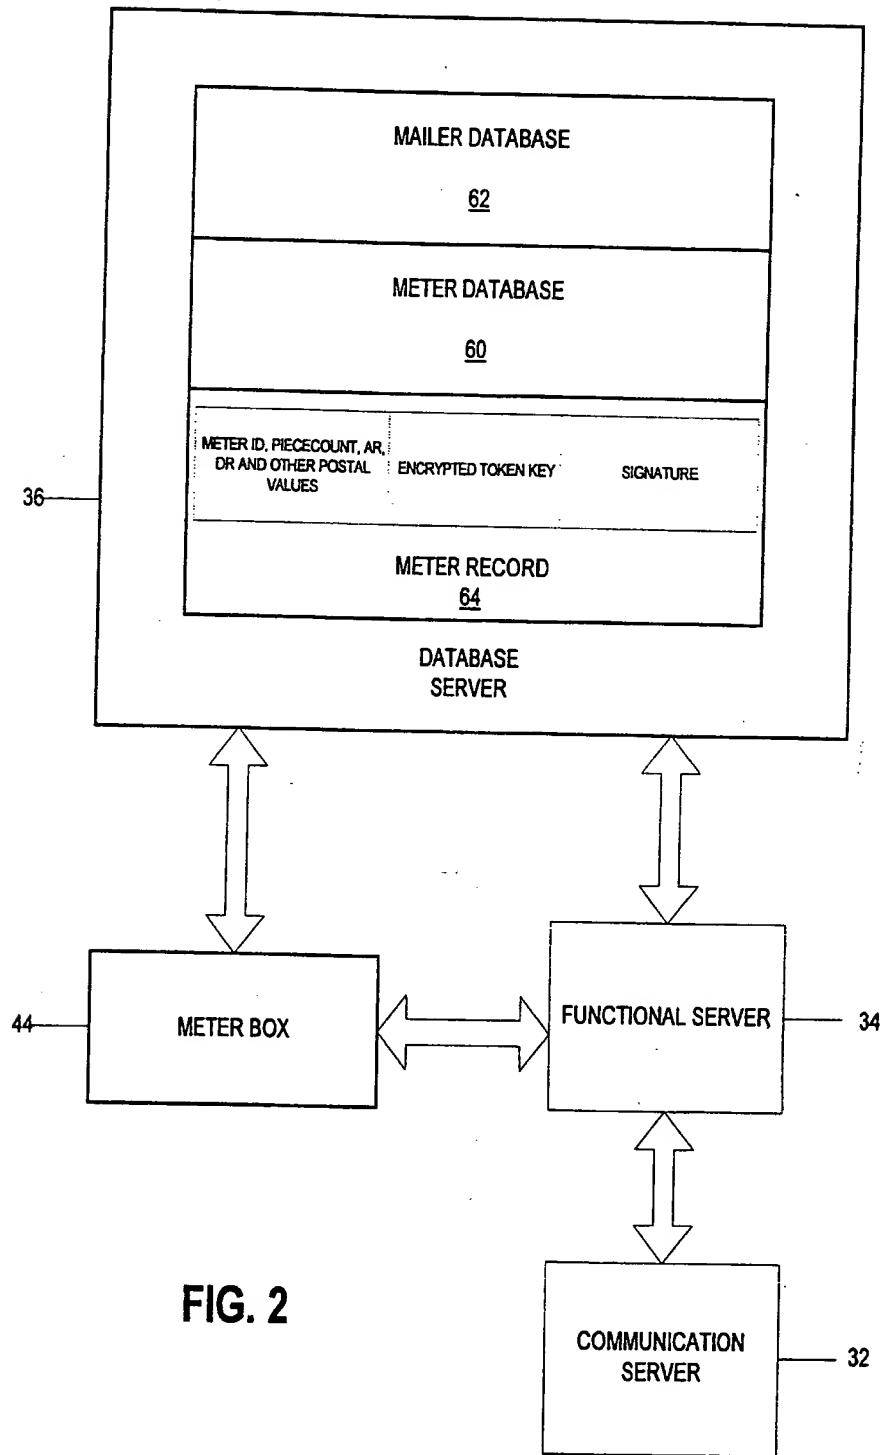 MAILER DATABASE
62
METER DATABASE
60
METER ID, PIECECOUNT, AR,
DR AND OTHER POSTAL
VALUES
ENCRYPTED TOKEN KEY
SIGNATURE
36
METER RECORD
64
DATABASE
SERVER
44
METER BOX
FUNCTIONAL SERVER
34
FIG. 2
COMMUNICATION
SERVER
32